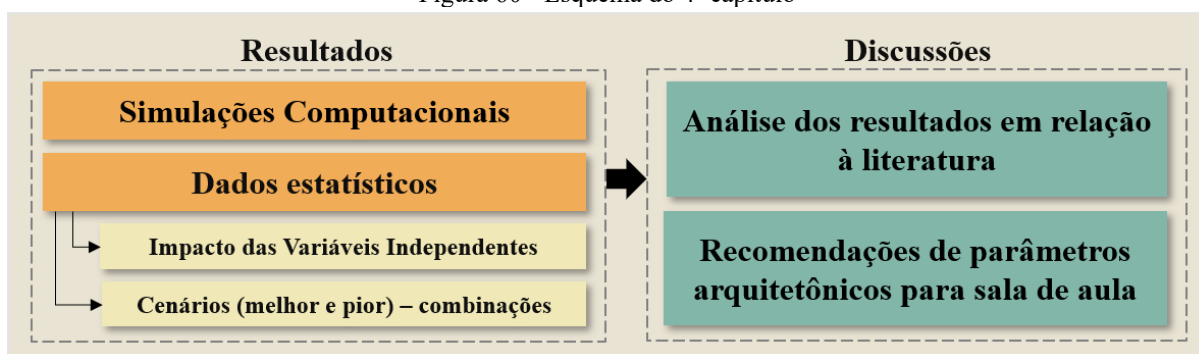 Resultados
Simulações Computacionais
Dados estatísticos
Impacto das Variáveis Independentes
Cenários (melhor e pior) – combinações
Discussões
Análise dos resultados em relação
à literatura
Recomendações de parâmetros
arquitetônicos para sala de aula